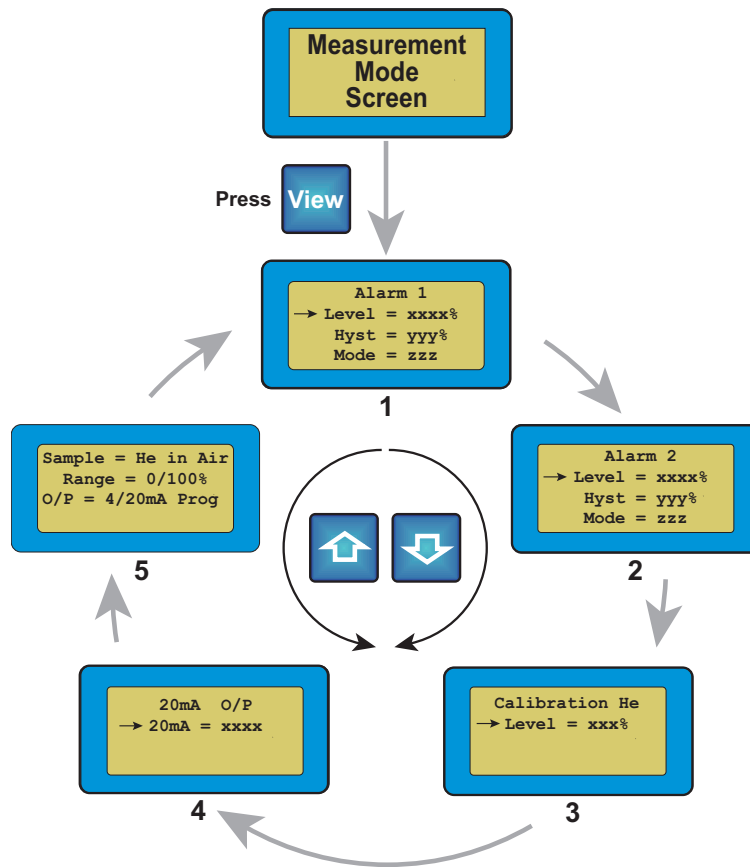 Measurement
Mode
Screen
Press View
Alarm 1
→ Level = xxxx%
Hyst = yyy%
Mode = zzz
1
Alarm 2
→ Level = xxxx%
Hyst = yyy%
Mode = zzz
2
Calibration He
→ Level = xxx%
3
20mA O/P
→ 20mA = xxxx
4
Sample = He in Air
Range = 0/100%
O/P = 4/20mA Prog
5